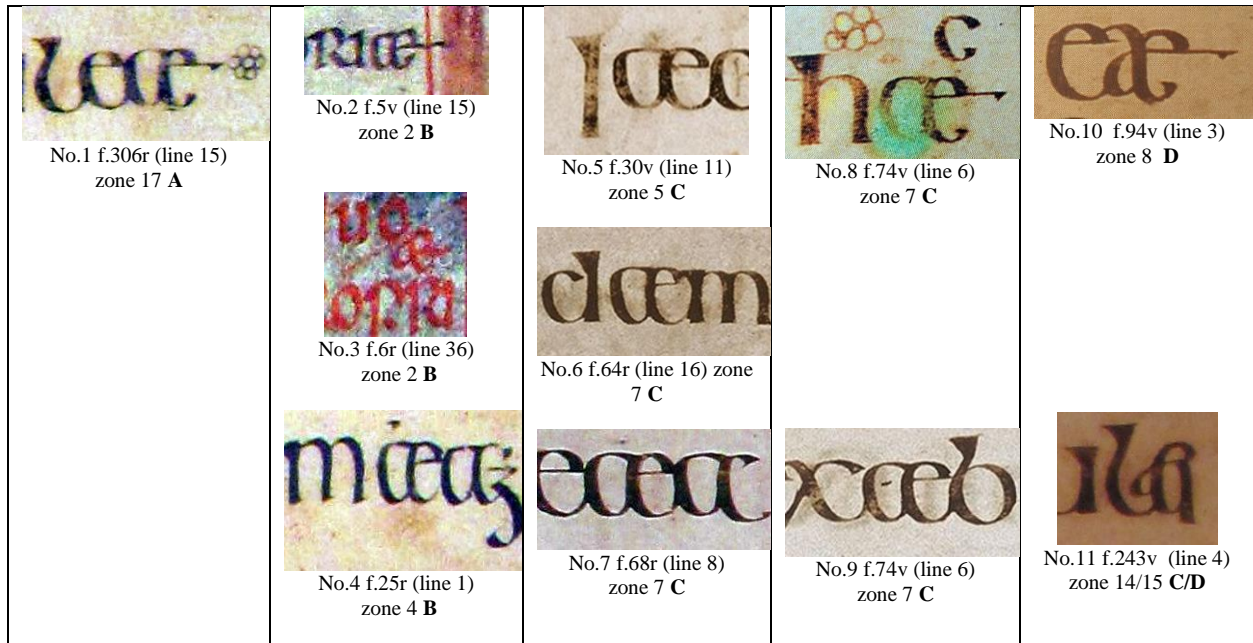 No.1 f.306r (line 15)
zone 17 A
No.2 f.5v (line 15)
zone 2 B
No.3 f.6r (line 36)
zone 2 B
No.4 f.25r (line 1)
zone 4 B
No.5 f.30v (line 11)
zone 5 C
dæm
No.6 f.64r (line 16) zone
7 C
No.7 f.68r (line 8)
zone 7 C
hæ
No.8 f.74v (line 6)
zone 7 C
No.9 f.74v (line 6)
zone 7 C
eæ
No.10 f.94v (line 3)
zone 8 D
No.11 f.243v (line 4)
zone 14/15 C/D